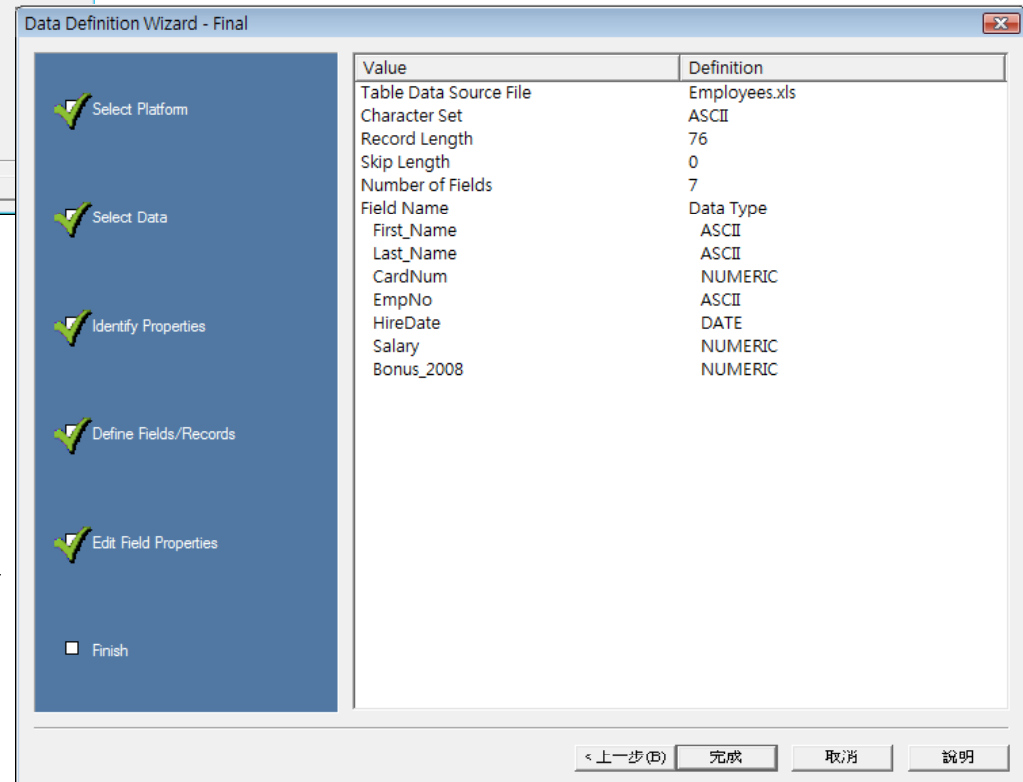 Data Definition Wizard - Final
Select Platform
Select Data
Identify Properties
Define Fields/Records
Edit Field Properties
Finish
Value Definition
Table Data Source File Employees.xls
Character Set ASCII
Record Length 76
Skip Length 0
Number of Fields 7
Field Name Data Type
First_Name ASCII
Last_Name ASCII
CardNum NUMERIC
EmpNo ASCII
HireDate DATE
Salary NUMERIC
Bonus_2008 NUMERIC
<上一步(B) 完成 取消 說明